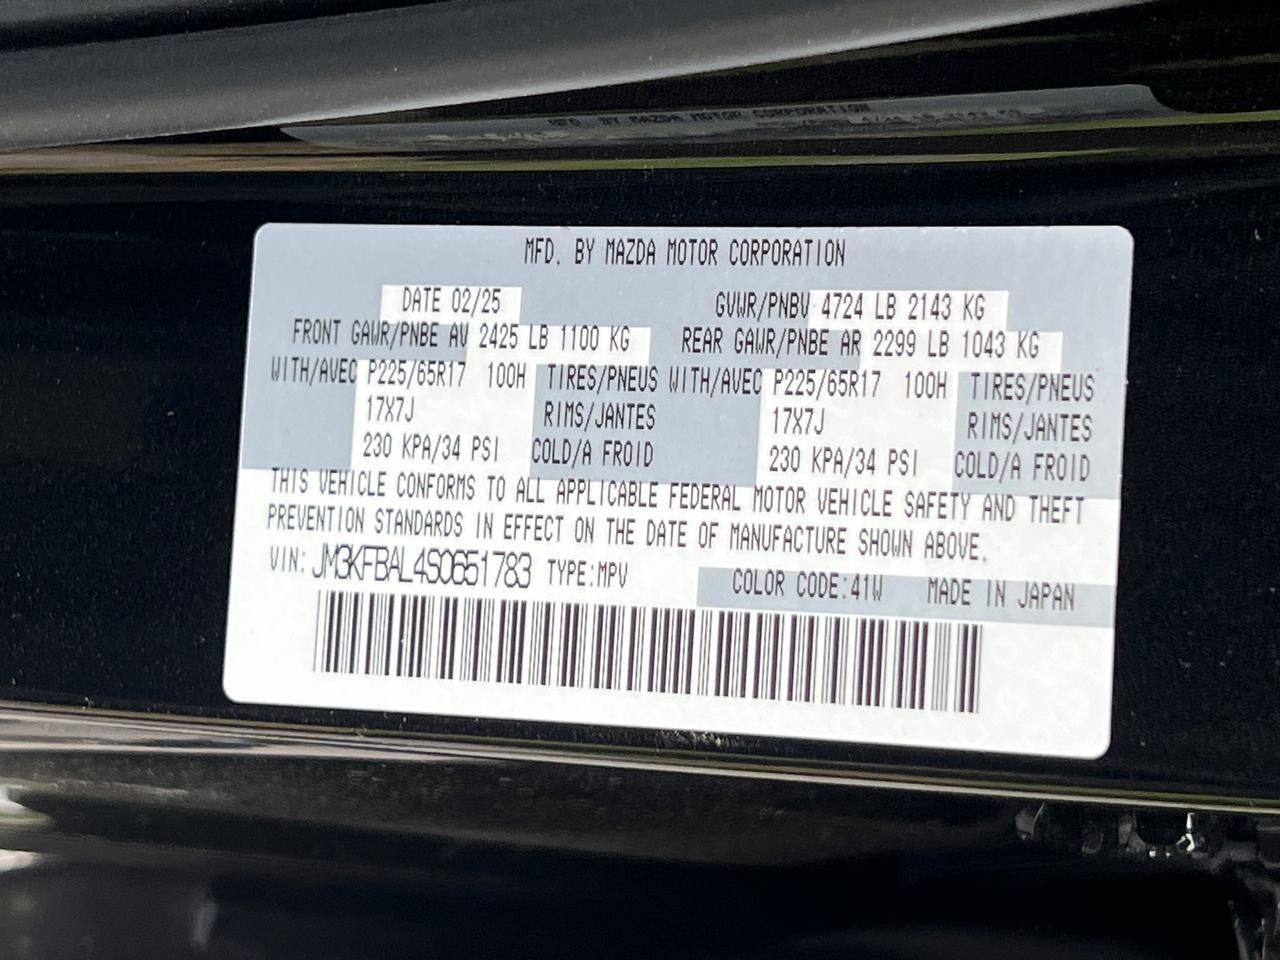 MFD. BY MAZDA MOTOR CORPORATION
DATE 02/25 GVWR/PNBV 4724 LB 2143 KG
FRONT GAWR/PNBE AV 2425 LB 1100 KG REAR GAWR/PNBE AR 2299 LB 1043 KG
WITH/AVEC P225/65R17 100H TIRES/PNEUS WITH/AVEC P225/65R17 100H TIRES/PNEUS
17X7J RIMS/JANTES 17X7J RIMS/JANTES
230 KPA/34 PSI COLD/A FROID 230 KPA/34 PSI COLD/A FROID
THIS VEHICLE CONFORMS TO ALL APPLICABLE FEDERAL MOTOR VEHICLE SAFETY AND THEFT
PREVENTION STANDARDS IN EFFECT ON THE DATE OF MANUFACTURE SHOWN ABOVE.
VIN: JM3KFBAL4S0651783 TYPE:MPV COLOR CODE:41W MADE IN JAPAN